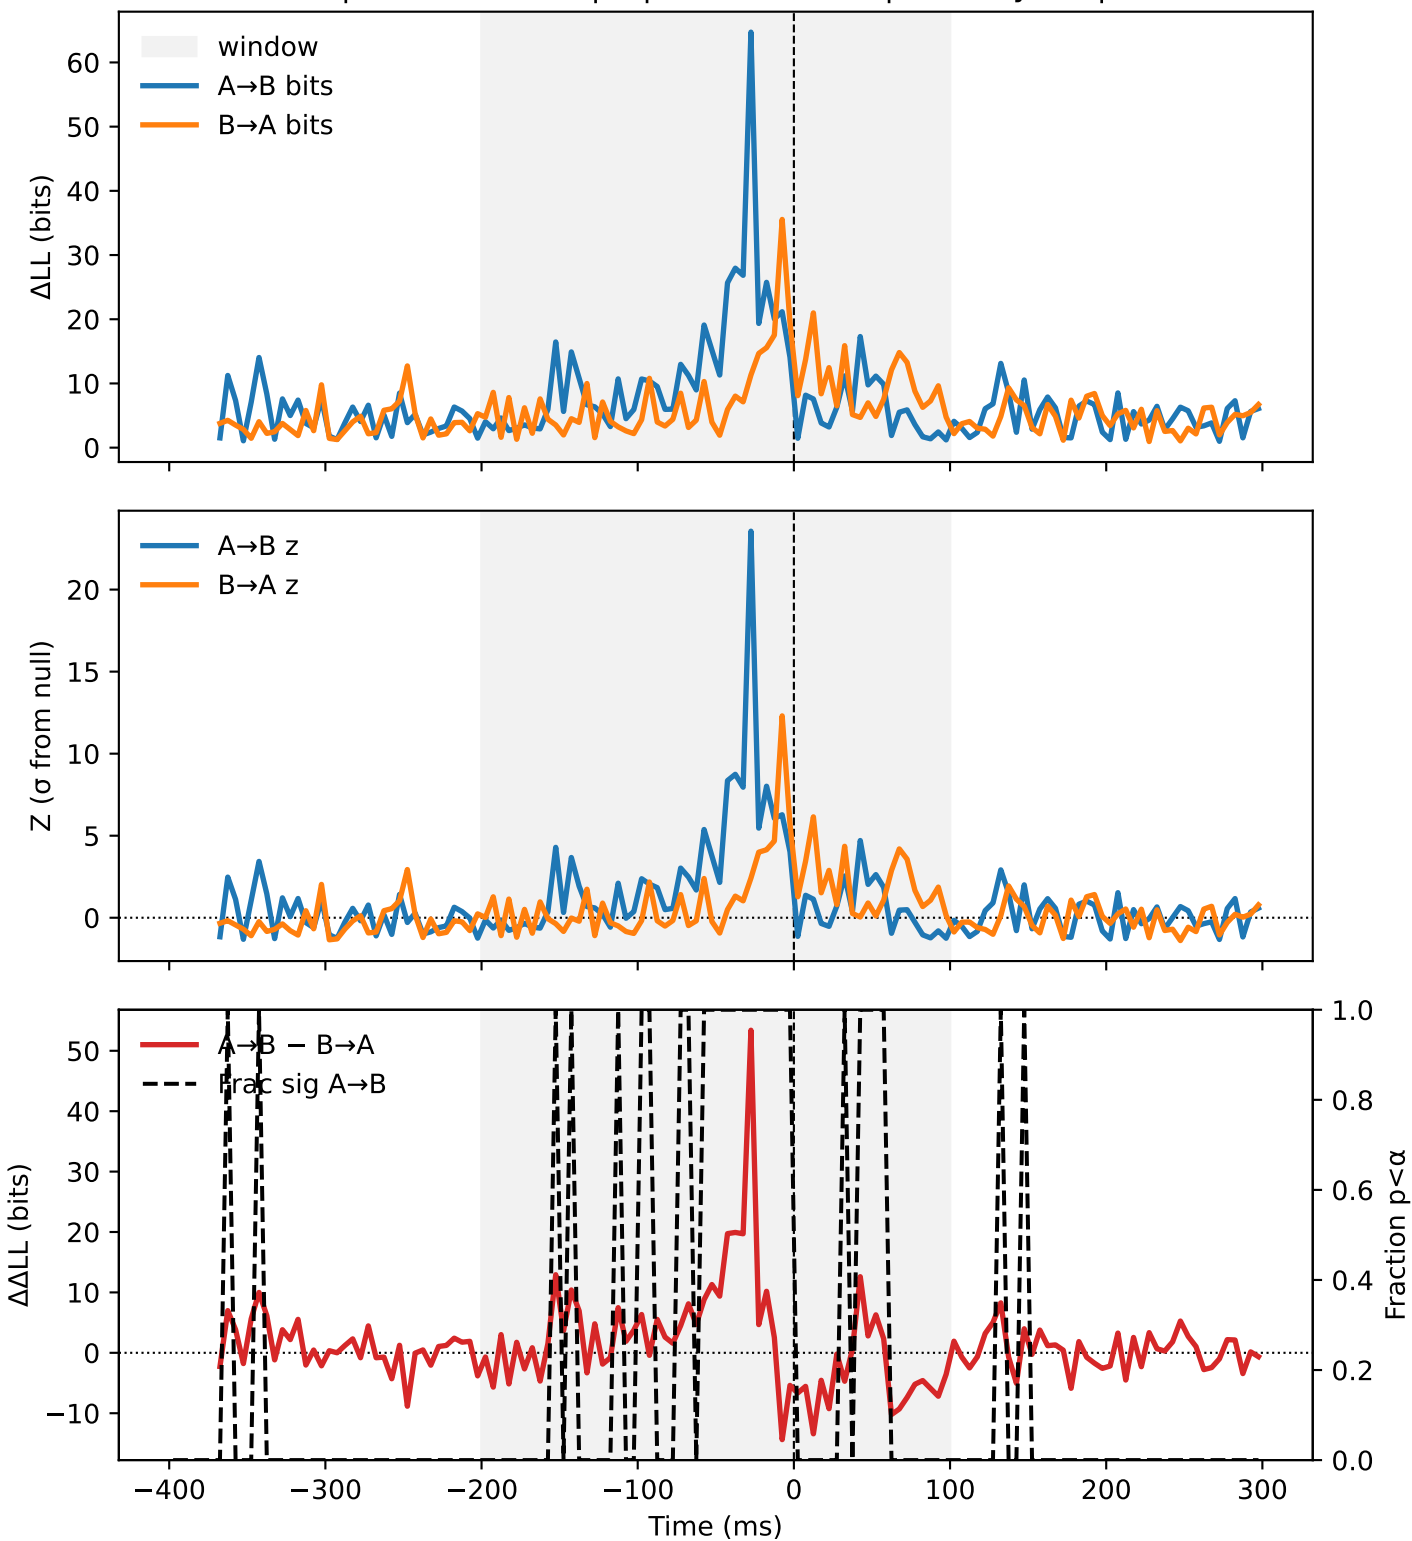 window
A→B bits
B→A bits
60
50
40
30
20
10
0
ΔLL (bits)
A→B z
B→A z
20
15
10
5
0
Z (σ from null)
A→B − B→A
Frac sig A→B
50
40
30
20
10
0
−10
ΔΔLL (bits)
1.0
0.8
0.6
0.4
0.2
0.0
Fraction p<α
−400 −300 −200 −100 0 100 200 300
Time (ms)